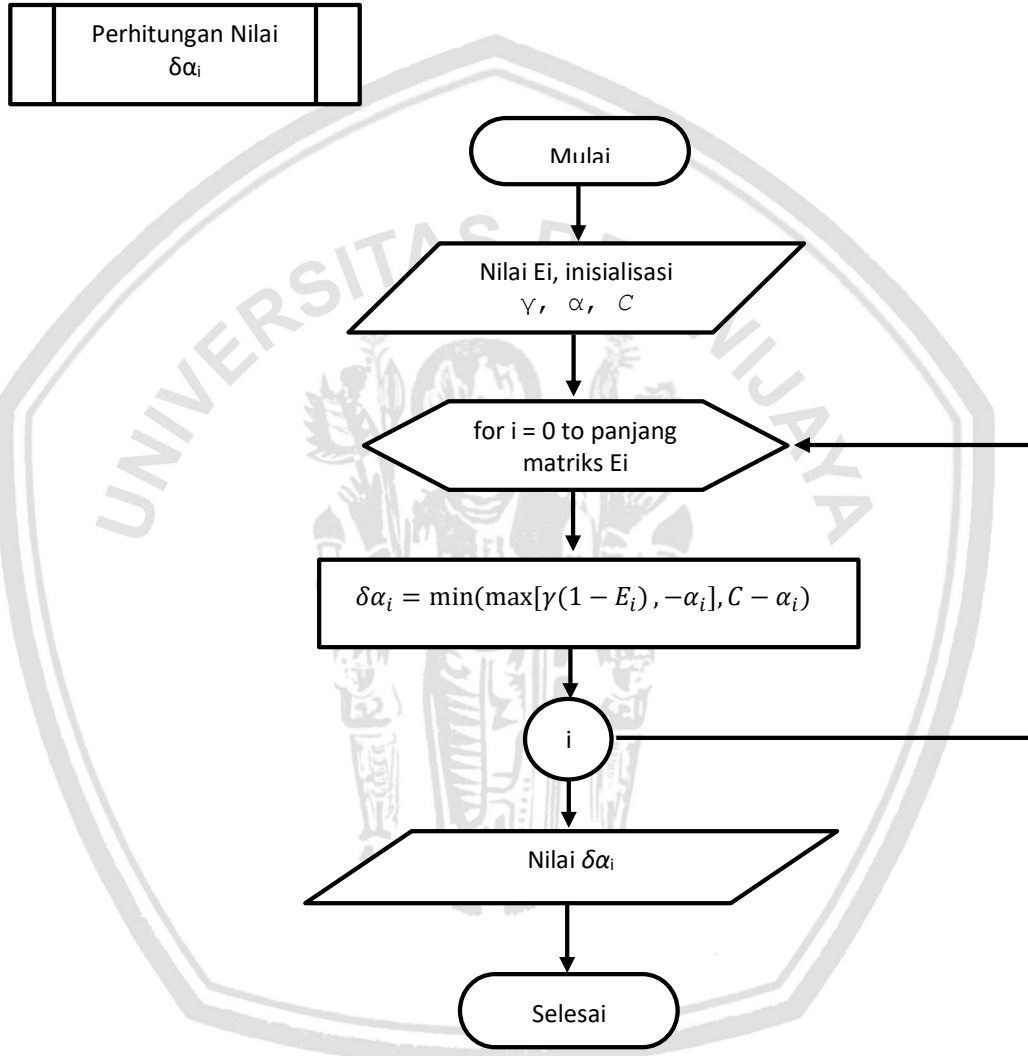 Perhitungan Nilai
δαᵢ
Mulai
UNIVERSITAS BRAWIJAYA
Nilai Ei, inisialisasi
γ, α, C
for i = 0 to panjang
matriks Ei
δαᵢ = min(max[γ(1 − Eᵢ) , −αᵢ], C − αᵢ)
i
Nilai δαᵢ
Selesai